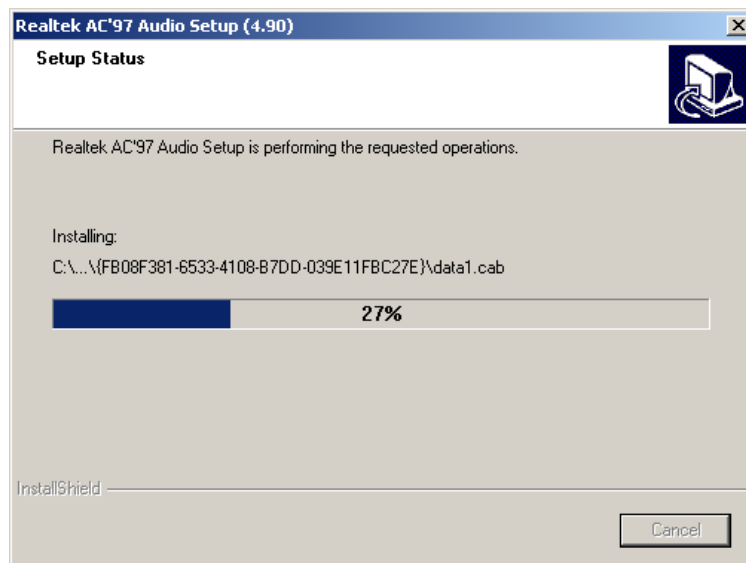 Realtek AC'97 Audio Setup (4.90)
Setup Status
Realtek AC'97 Audio Setup is performing the requested operations.
Installing:
C:\...\{FB08F381-6533-4108-B7DD-039E11FBC27E}\data1.cab
27%
InstallShield
Cancel